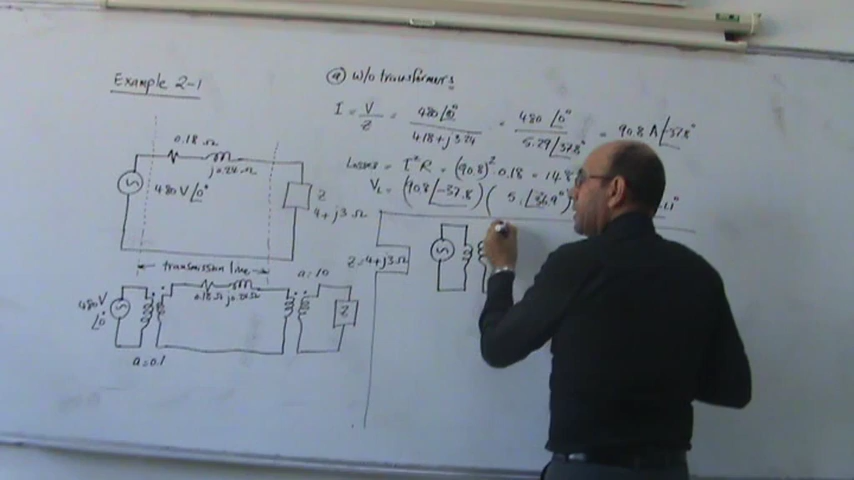 Example 2-1
0.18 Ω
j0.24 Ω
480 V∠0°
Z
4+j3 Ω
transmission line
a=10
480V
∠0°
0.18Ω j0.24Ω
Z
a=0.1
ⓐ w/o transformers
I = V/Z = 480∠0° / 4.18+j3.24 = 480∠0° / 5.29∠37.8° = 90.8 A∠-37.8°
Losses = I²R = (90.8)² 0.18 = 14.8
V_L = (90.8∠-37.8)( 5∠36.9°)
Z=4+j3Ω